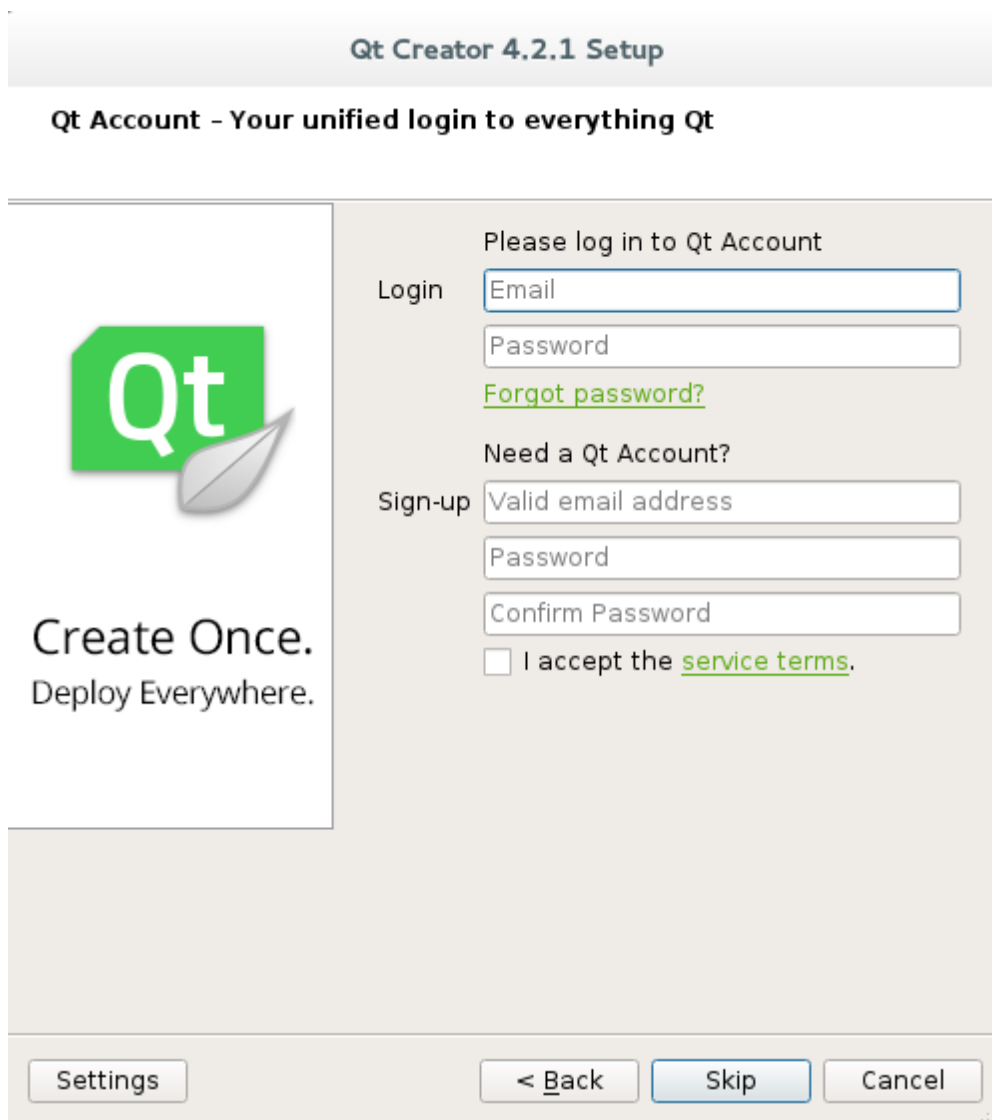 Qt Creator 4.2.1 Setup
Qt Account – Your unified login to everything Qt
Qt
Create Once.
Deploy Everywhere.
Please log in to Qt Account
Login Email
Password
Forgot password?
Need a Qt Account?
Sign-up Valid email address
Password
Confirm Password
I accept the service terms.
Settings < Back Skip Cancel